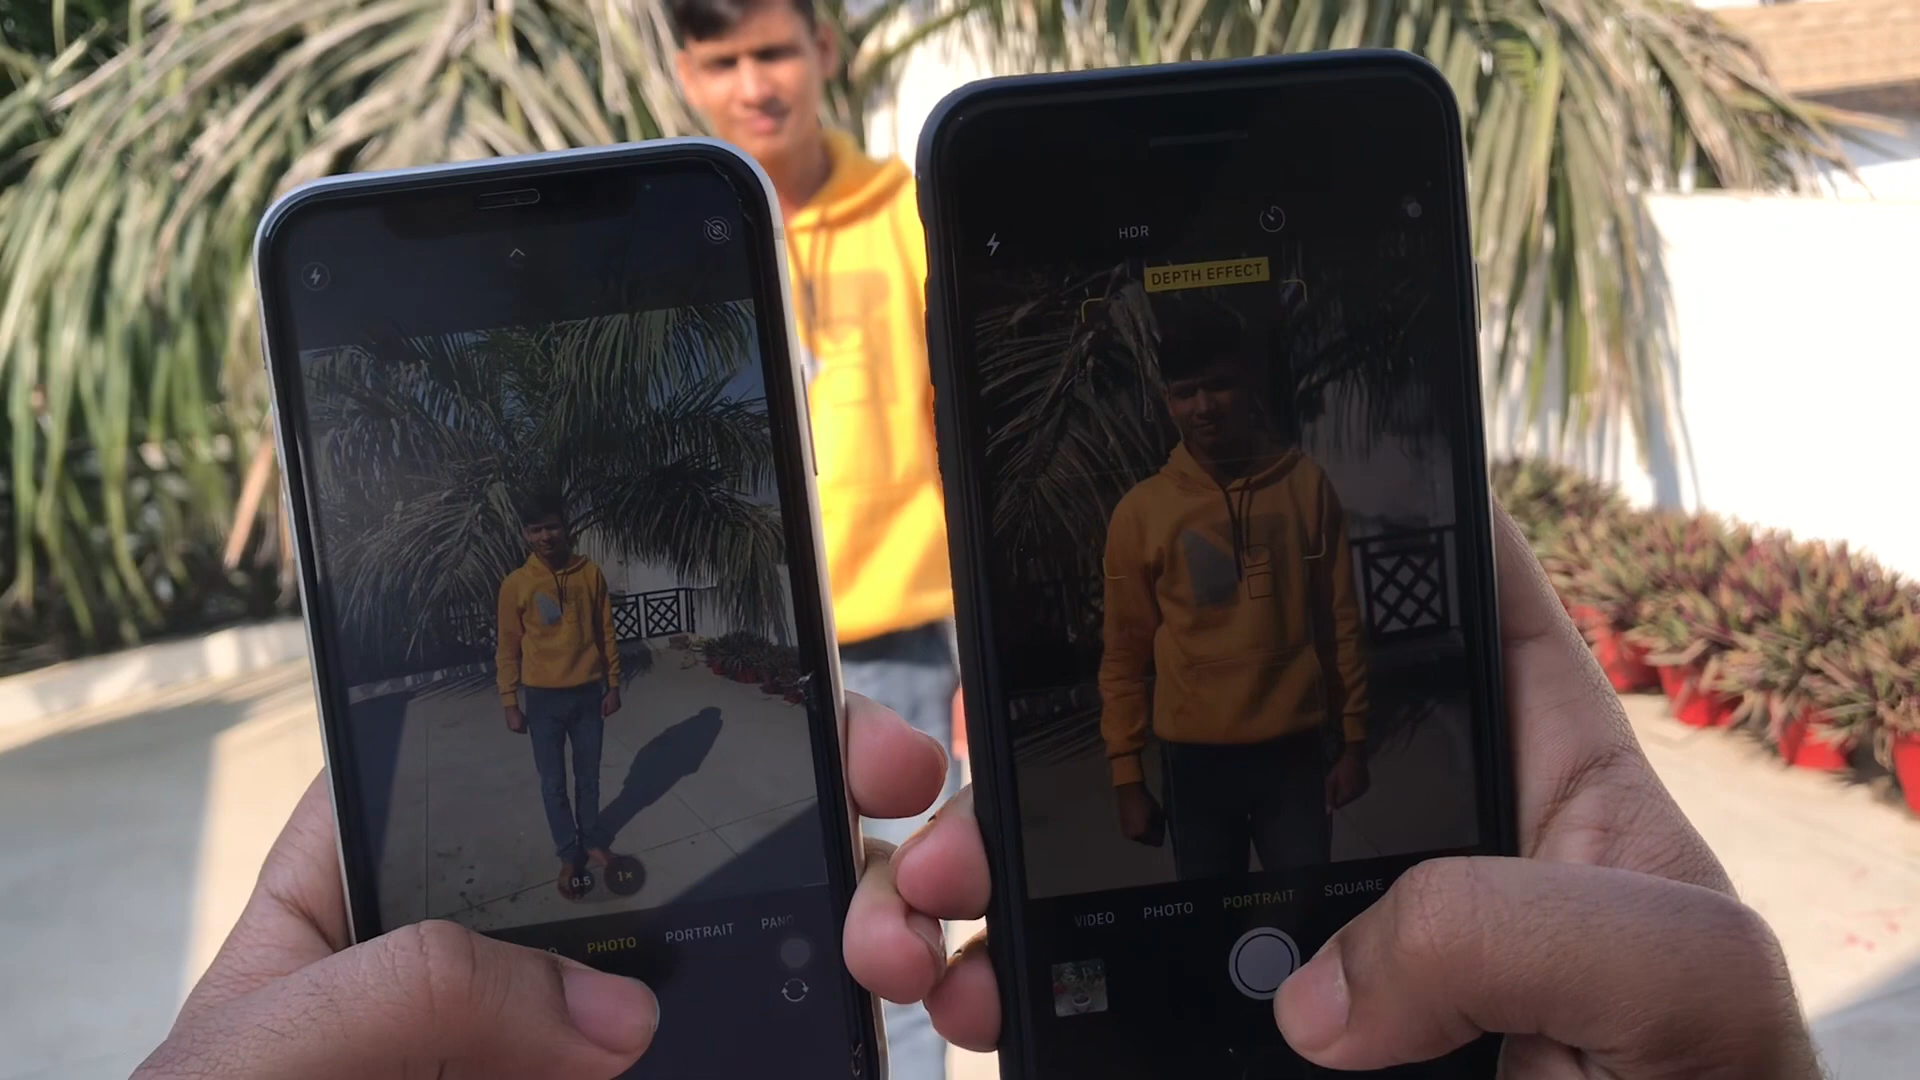 0.5 1×
PHOTO PORTRAIT
HDR
DEPTH EFFECT
VIDEO PHOTO PORTRAIT SQUARE